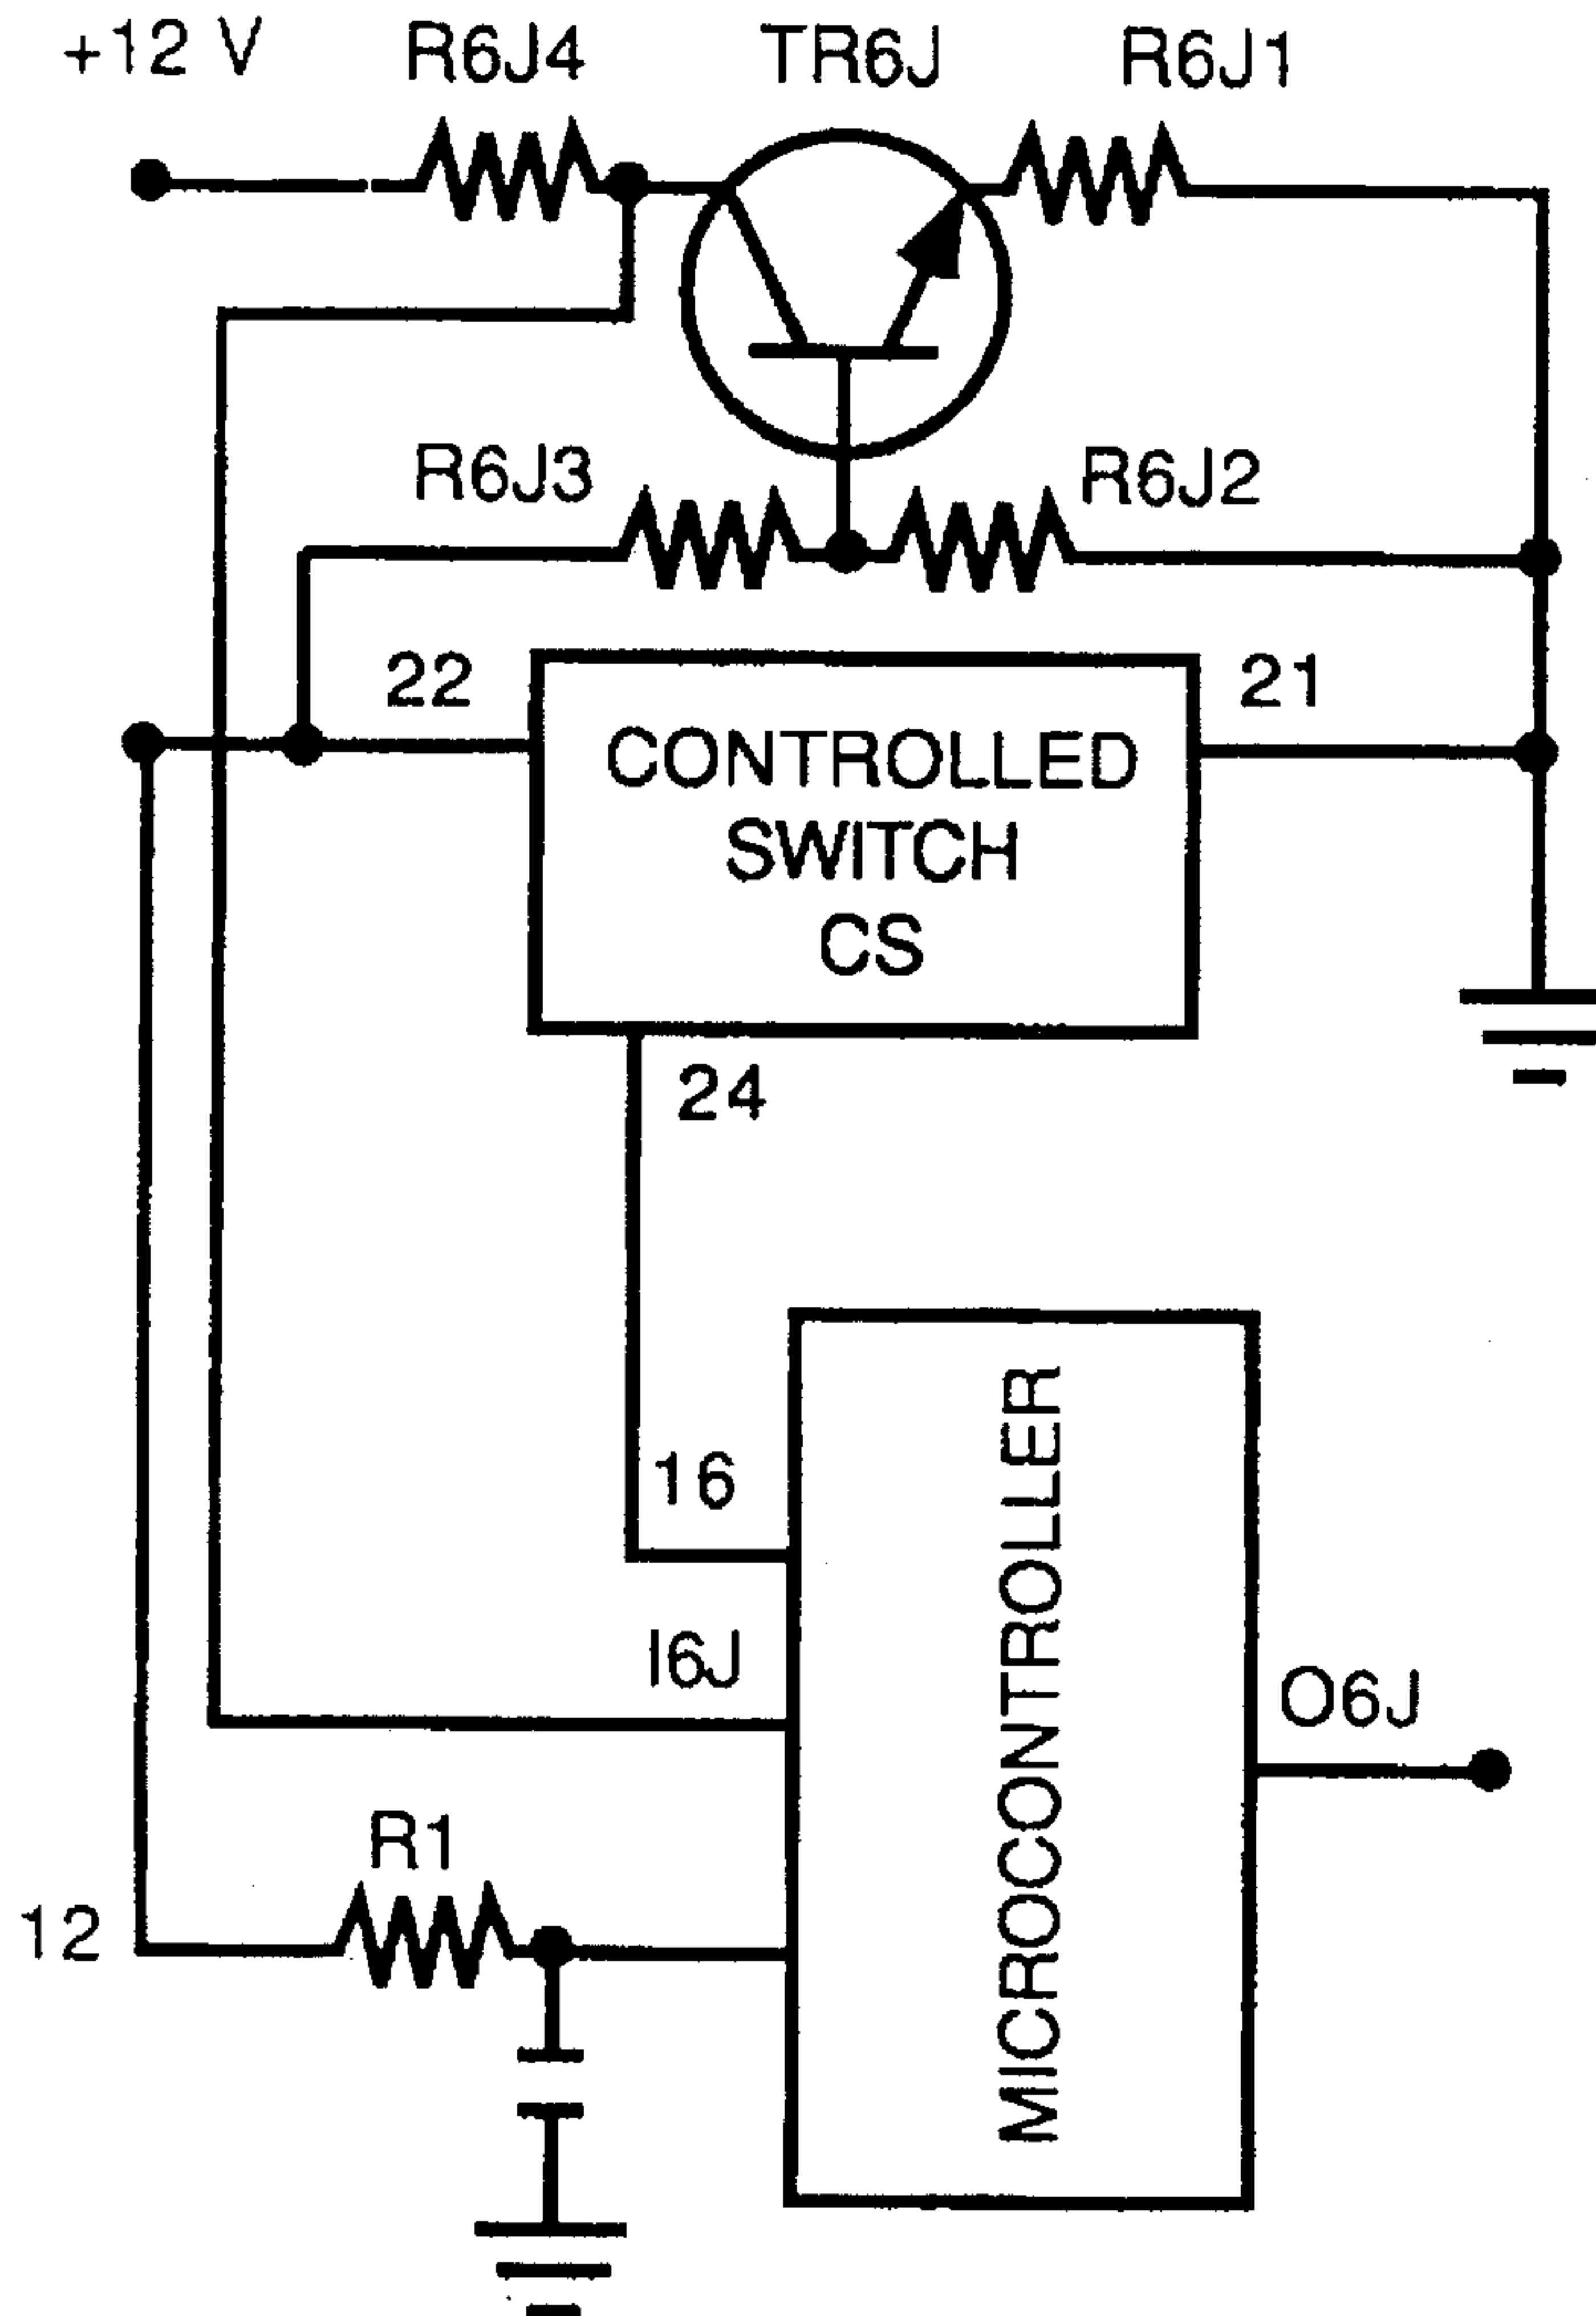 +12 V
R6J4
TR6J
R6J1
R6J3
R6J2
22
21
CONTROLLED
SWITCH
CS
24
16
MICROCONTROLLER
I6J
O6J
R1
12